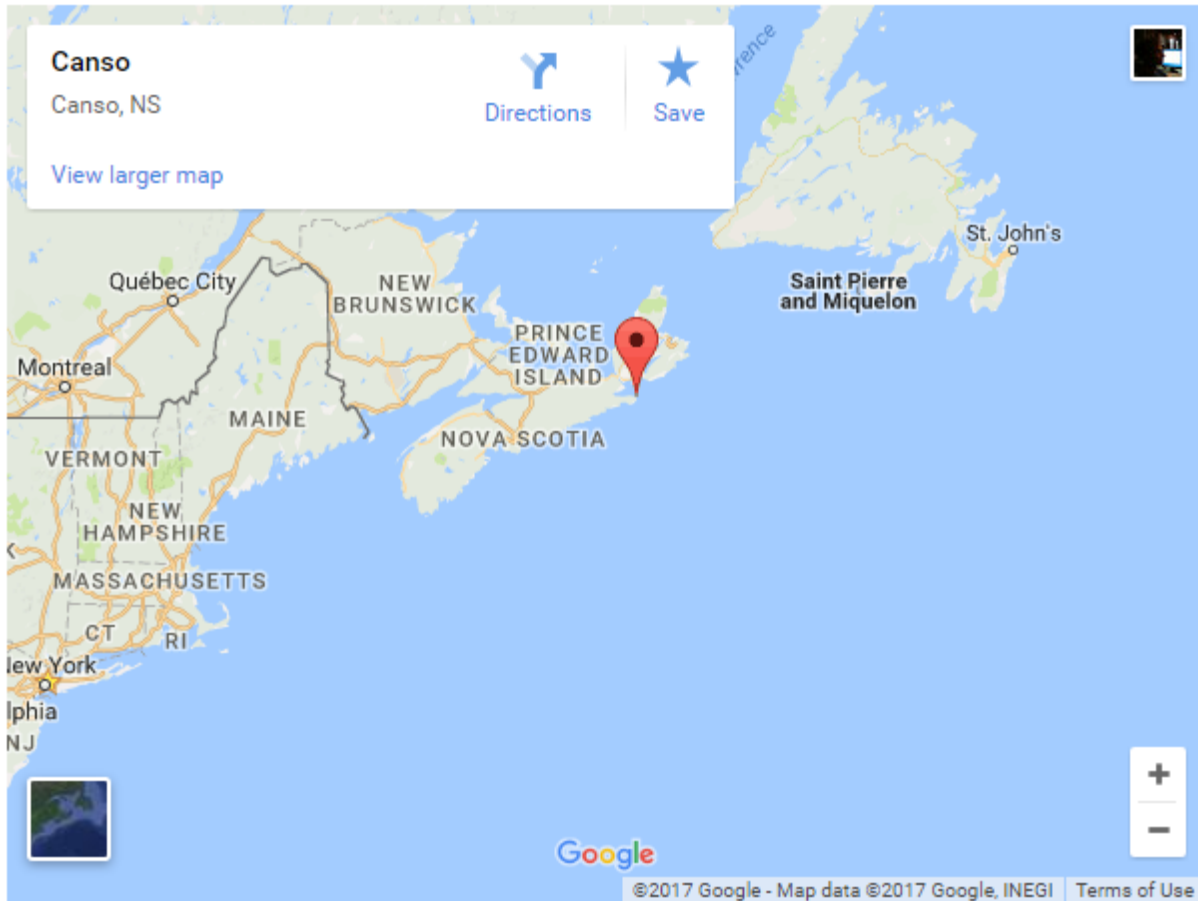 Canso
Canso, NS
Directions
Save
View larger map
rence
St. John's
Saint Pierre
and Miquelon
Québec City
NEW
BRUNSWICK
PRINCE
EDWARD
ISLAND
Montreal
MAINE
NOVA SCOTIA
VERMONT
NEW
HAMPSHIRE
K
MASSACHUSETTS
CT
RI
New York
lphia
NJ
+
−
Google
©2017 Google - Map data ©2017 Google, INEGI
Terms of Use